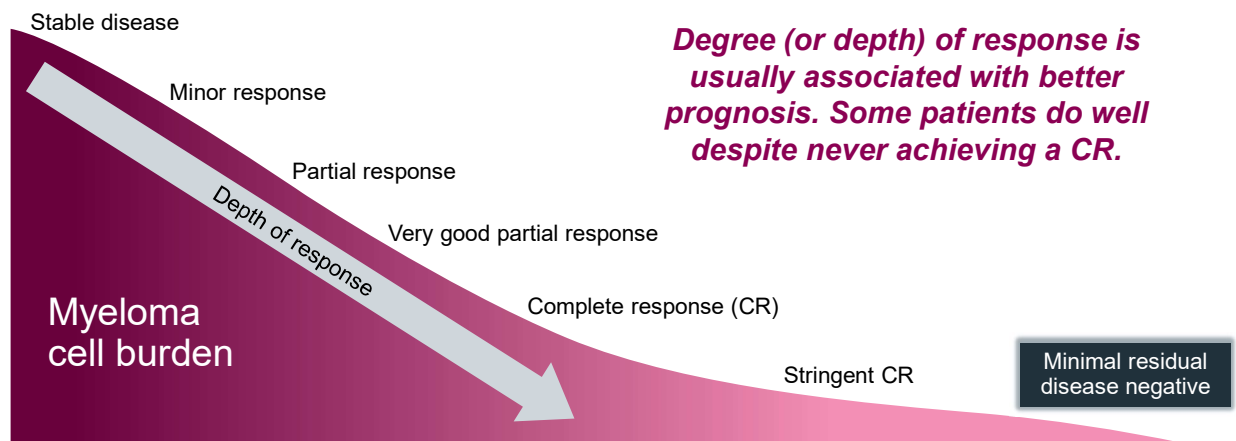 Stable disease
Degree (or depth) of response is
usually associated with better
prognosis. Some patients do well
despite never achieving a CR.
Minor response
Partial response
Depth of response
Very good partial response
Myeloma
cell burden
Complete response (CR)
Stringent CR
Minimal residual
disease negative